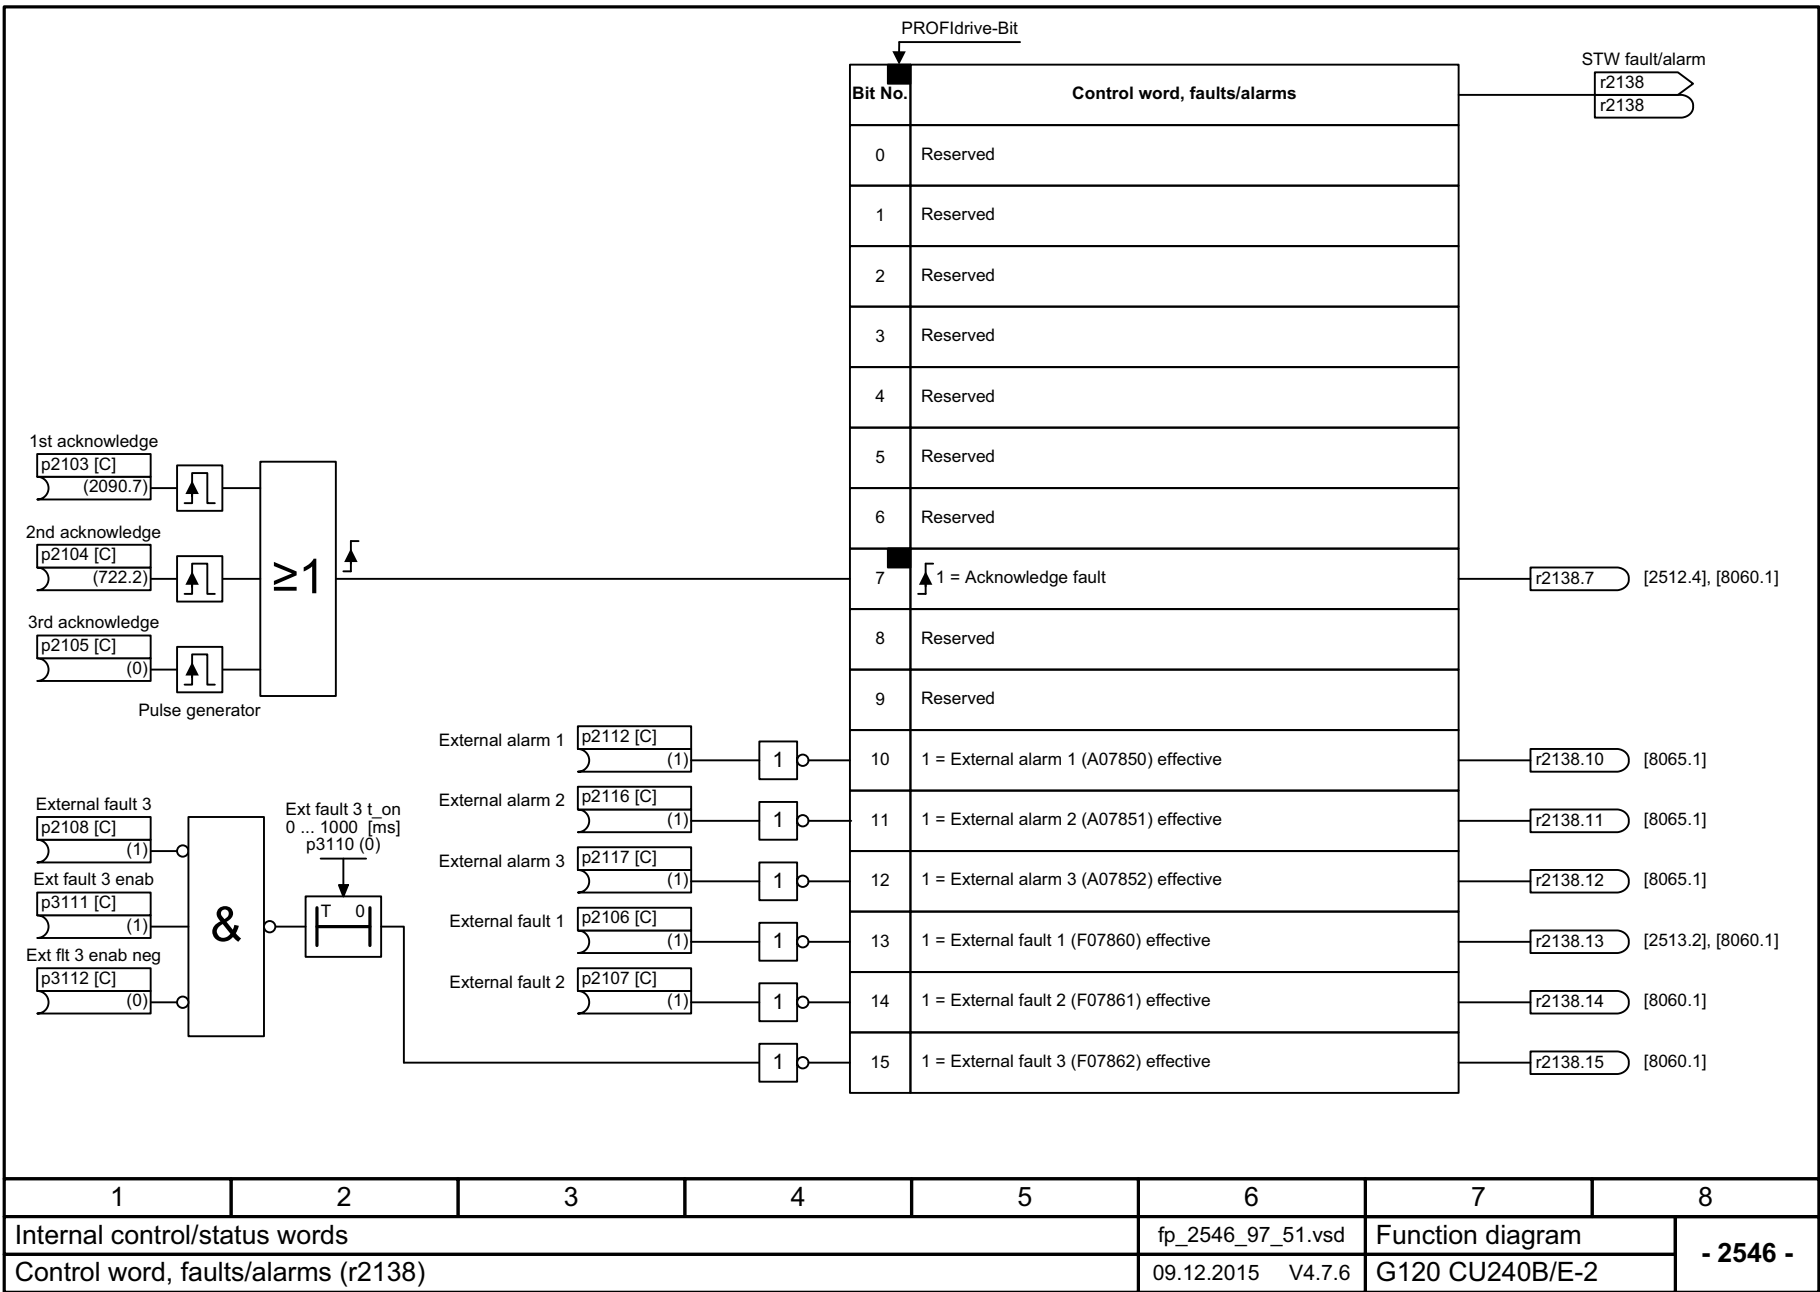 PROFIdrive-Bit
STW fault/alarm
r2138
r2138
Bit No. Control word, faults/alarms
0 Reserved
1 Reserved
2 Reserved
3 Reserved
4 Reserved
5 Reserved
6 Reserved
7 1 = Acknowledge fault r2138.7 [2512.4], [8060.1]
8 Reserved
9 Reserved
10 1 = External alarm 1 (A07850) effective r2138.10 [8065.1]
11 1 = External alarm 2 (A07851) effective r2138.11 [8065.1]
12 1 = External alarm 3 (A07852) effective r2138.12 [8065.1]
13 1 = External fault 1 (F07860) effective r2138.13 [2513.2], [8060.1]
14 1 = External fault 2 (F07861) effective r2138.14 [8060.1]
15 1 = External fault 3 (F07862) effective r2138.15 [8060.1]
1st acknowledge
p2103 [C]
(2090.7)
2nd acknowledge
p2104 [C]
(722.2)
3rd acknowledge
p2105 [C]
(0)
≥1
Pulse generator
External alarm 1 p2112 [C]
(1) 1
External alarm 2 p2116 [C]
(1) 1
External alarm 3 p2117 [C]
(1) 1
External fault 1 p2106 [C]
(1) 1
External fault 2 p2107 [C]
(1) 1
1
External fault 3
p2108 [C]
(1)
Ext fault 3 enab
p3111 [C]
(1)
Ext flt 3 enab neg
p3112 [C]
(0)
&
Ext fault 3 t_on
0 ... 1000 [ms]
p3110 (0)
T 0
1 2 3 4 5 6 7 8
Internal control/status words fp_2546_97_51.vsd Function diagram
- 2546 -
Control word, faults/alarms (r2138) 09.12.2015 V4.7.6 G120 CU240B/E-2